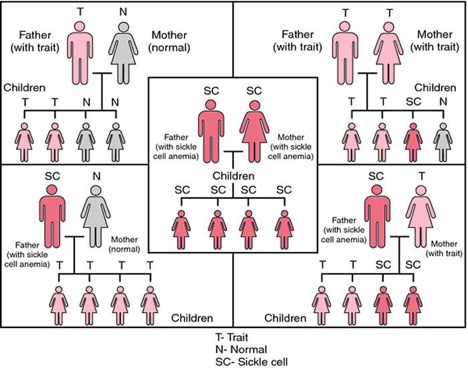 T N
Father
(with trait)
Mother
(normal)
Children
T T N N
T T
Father
(with trait)
Mother
(with trait)
Children
T T SC N
SC SC
Father
(with sickle
cell anemia)
Mother
(with sickle
cell anemia)
Children
SC SC SC SC
SC N
Father
(with sickle
cell anemia)
Mother
(normal)
T T T T
Children
SC T
Father
(with sickle
cell anemia)
Mother
(with trait)
T T SC SC
Children
T- Trait
N- Normal
SC- Sickle cell